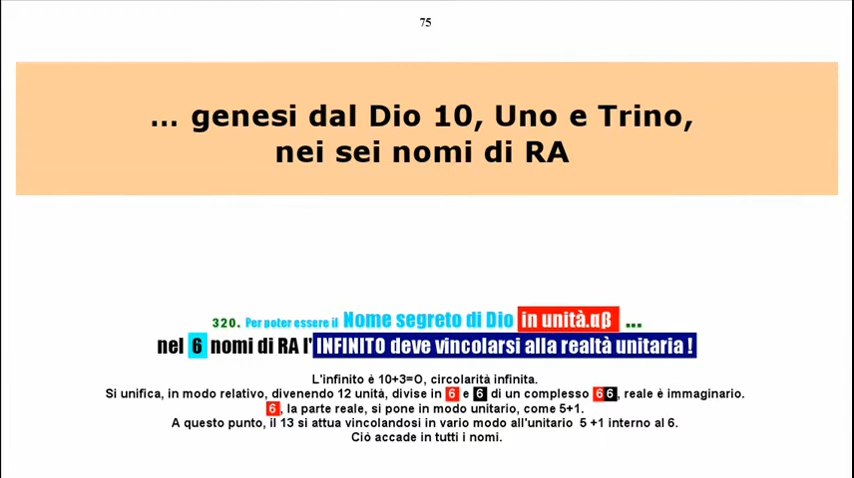 75
... genesi dal Dio 10, Uno e Trino,
nei sei nomi di RA
320. Per poter essere il Nome segreto di Dio in unità.αβ ...
nel 6 nomi di RA l'INFINITO deve vincolarsi alla realtà unitaria !
L'infinito è 10+3=O, circolarità infinita.
Si unifica, in modo relativo, divenendo 12 unità, divise in 6 e 6 di un complesso 66, reale è immaginario.
6, la parte reale, si pone in modo unitario, come 5+1.
A questo punto, il 13 si attua vincolandosi in vario modo all'unitario 5 +1 interno al 6.
Ciò accade in tutti i nomi.